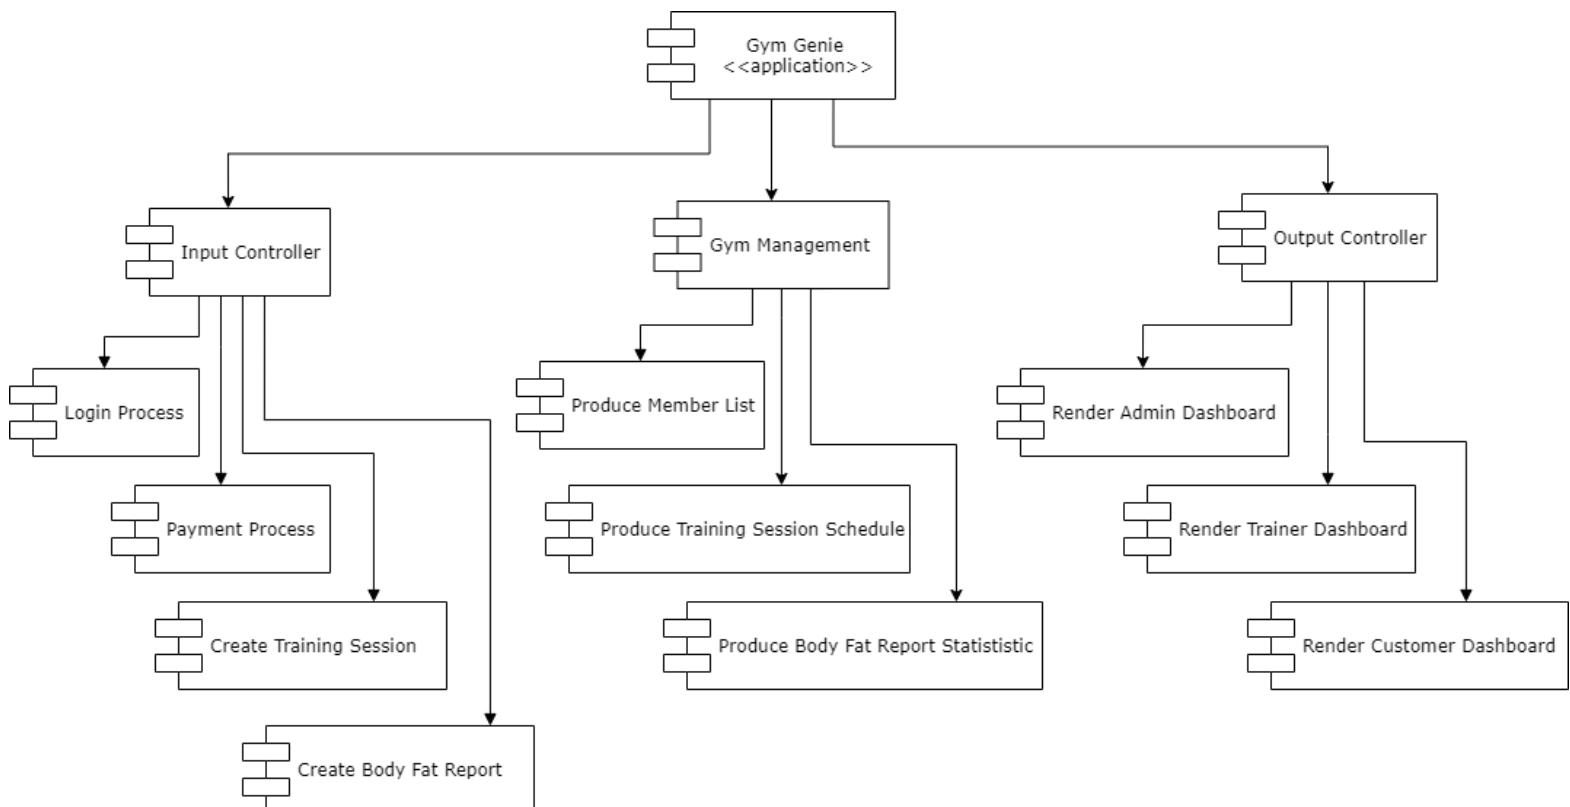 Gym Genie
<<application>>
Input Controller
Gym Management
Output Controller
Login Process
Produce Member List
Render Admin Dashboard
Payment Process
Produce Training Session Schedule
Render Trainer Dashboard
Create Training Session
Produce Body Fat Report Statististic
Render Customer Dashboard
Create Body Fat Report